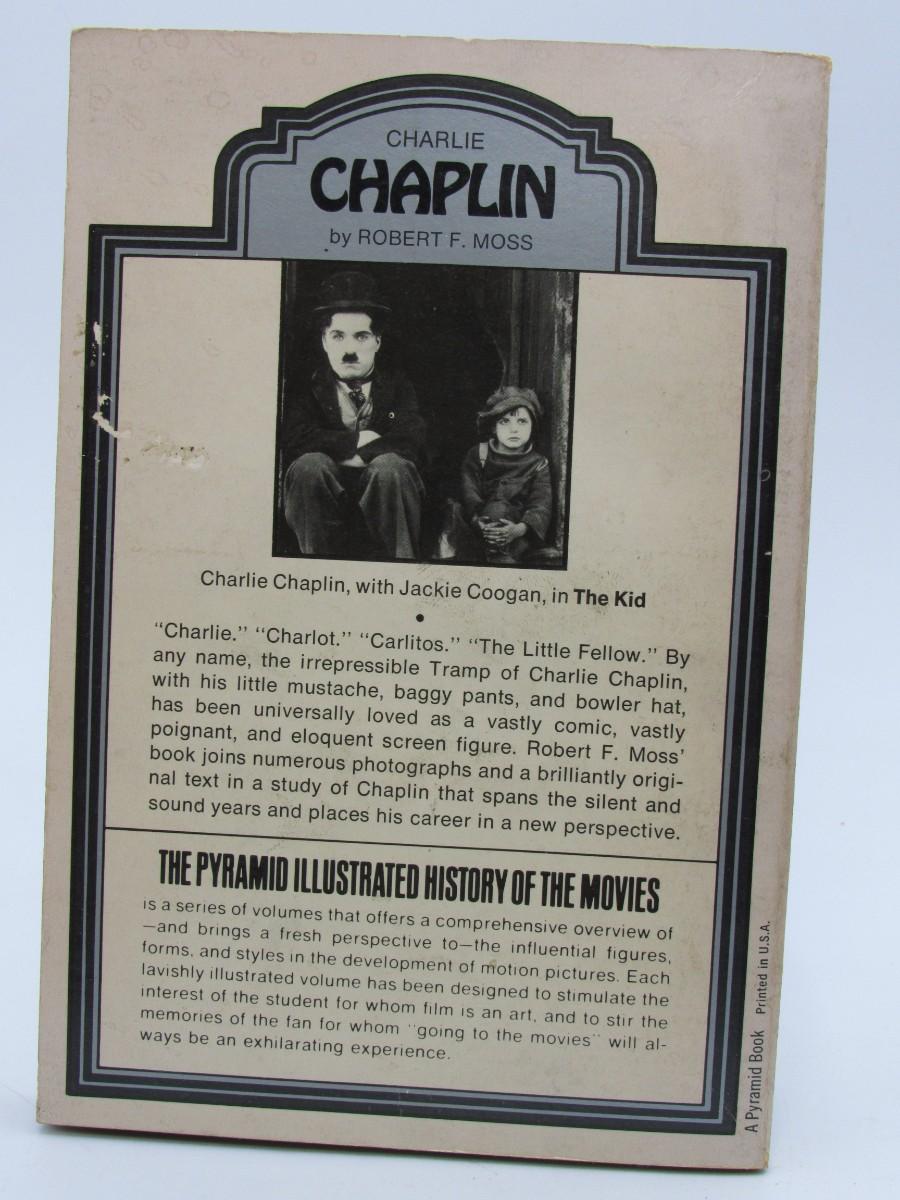 CHARLIE
CHAPLIN
by ROBERT F. MOSS
Charlie Chaplin, with Jackie Coogan, in The Kid
•
“Charlie.” “Charlot.” “Carlitos.” “The Little Fellow.” By
any name, the irrepressible Tramp of Charlie Chaplin,
with his little mustache, baggy pants, and bowler hat,
has been universally loved as a vastly comic, vastly
poignant, and eloquent screen figure. Robert F. Moss’
book joins numerous photographs and a brilliantly origi-
nal text in a study of Chaplin that spans the silent and
sound years and places his career in a new perspective.
THE PYRAMID ILLUSTRATED HISTORY OF THE MOVIES
is a series of volumes that offers a comprehensive overview of
—and brings a fresh perspective to—the influential figures,
forms, and styles in the development of motion pictures. Each
lavishly illustrated volume has been designed to stimulate the
interest of the student for whom film is an art, and to stir the
memories of the fan for whom “going to the movies” will al-
ways be an exhilarating experience.
A Pyramid Book Printed in U.S.A.